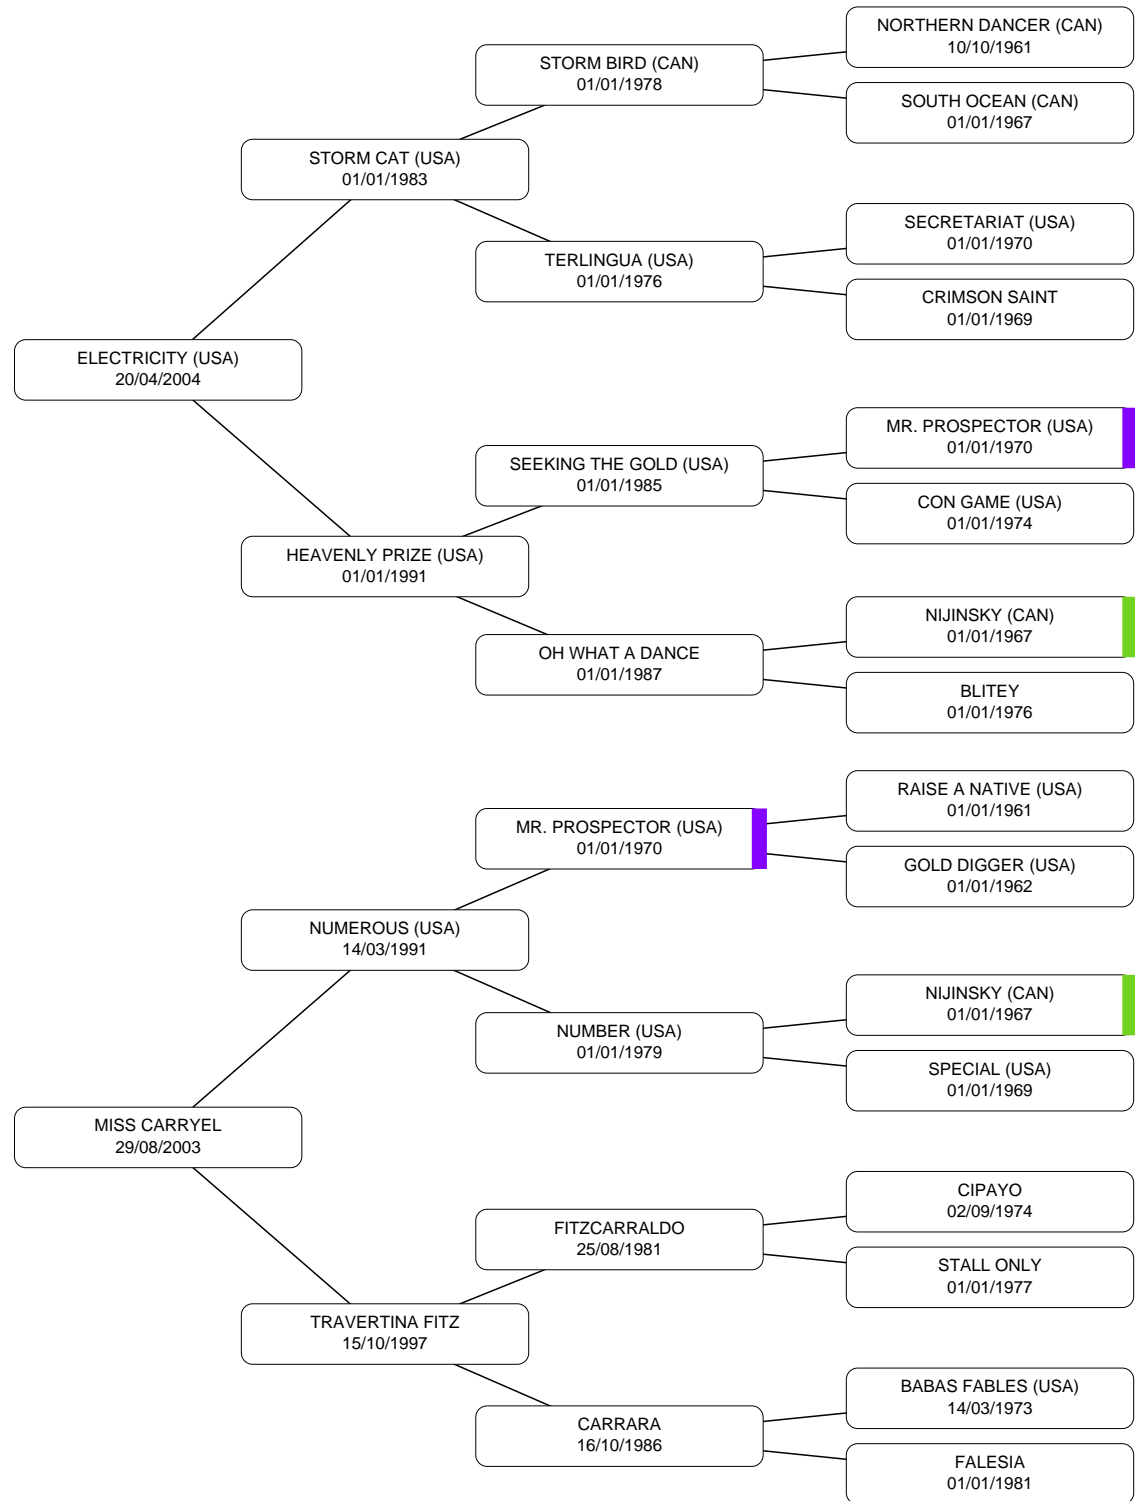 NORTHERN DANCER (CAN)
10/10/1961
STORM BIRD (CAN)
01/01/1978
SOUTH OCEAN (CAN)
01/01/1967
STORM CAT (USA)
01/01/1983
SECRETARIAT (USA)
01/01/1970
TERLINGUA (USA)
01/01/1976
CRIMSON SAINT
01/01/1969
ELECTRICITY (USA)
20/04/2004
MR. PROSPECTOR (USA)
01/01/1970
SEEKING THE GOLD (USA)
01/01/1985
CON GAME (USA)
01/01/1974
HEAVENLY PRIZE (USA)
01/01/1991
NIJINSKY (CAN)
01/01/1967
OH WHAT A DANCE
01/01/1987
BLITEY
01/01/1976
RAISE A NATIVE (USA)
01/01/1961
MR. PROSPECTOR (USA)
01/01/1970
GOLD DIGGER (USA)
01/01/1962
NUMEROUS (USA)
14/03/1991
NIJINSKY (CAN)
01/01/1967
NUMBER (USA)
01/01/1979
SPECIAL (USA)
01/01/1969
MISS CARRYEL
29/08/2003
CIPAYO
02/09/1974
FITZCARRALDO
25/08/1981
STALL ONLY
01/01/1977
TRAVERTINA FITZ
15/10/1997
BABAS FABLES (USA)
14/03/1973
CARRARA
16/10/1986
FALESIA
01/01/1981